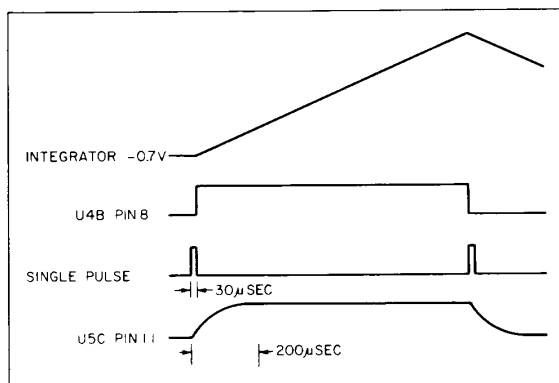 INTEGRATOR -0.7V
U4B PIN 8
SINGLE PULSE
30µSEC
U5C PIN 11
200µSEC